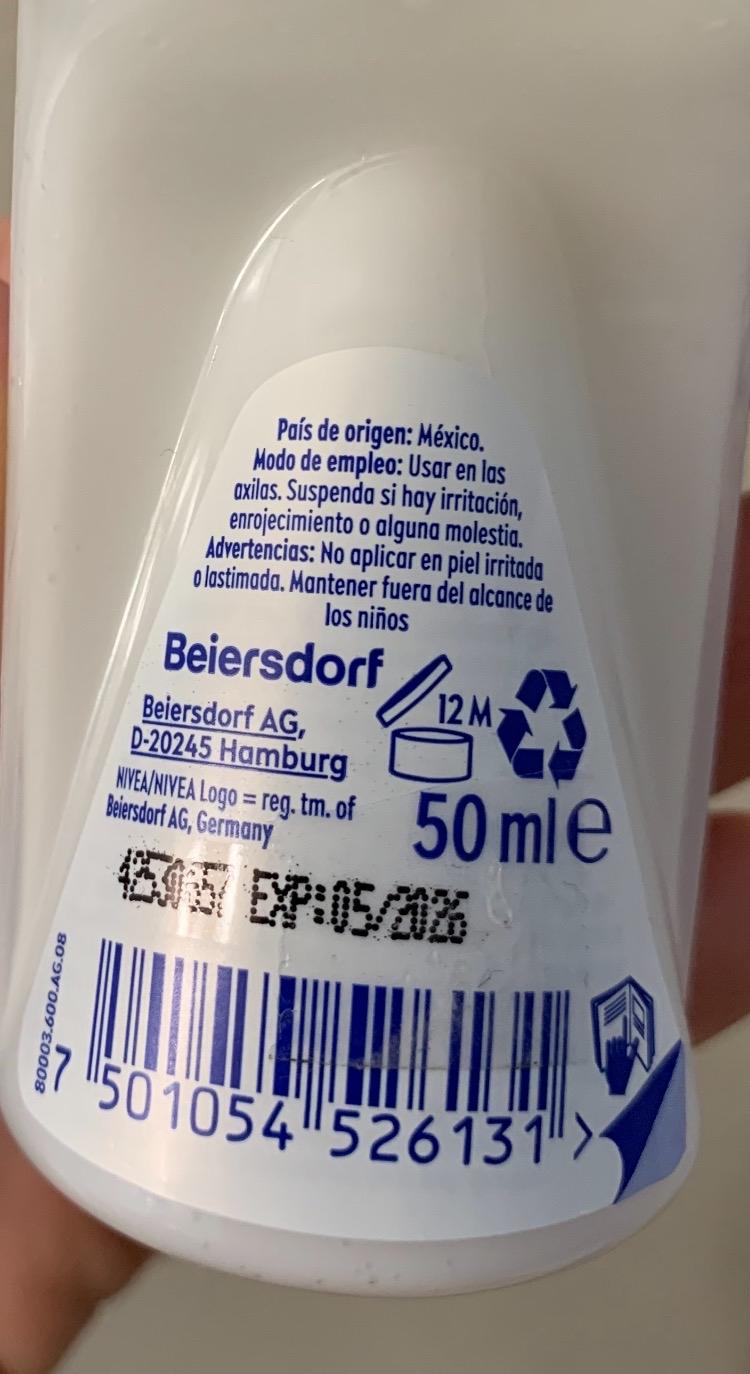 País de origen: México.
Modo de empleo: Usar en las
axilas. Suspenda si hay irritación,
enrojecimiento o alguna molestia.
Advertencias: No aplicar en piel irritada
o lastimada. Mantener fuera del alcance de
los niños
Beiersdorf
12 M
Beiersdorf AG,
D-20245 Hamburg
NIVEA/NIVEA Logo = reg. tm. of
Beiersdorf AG, Germany
50 ml e
EXP:05/2026
80003.600.AG.08
7 501054 526131 >